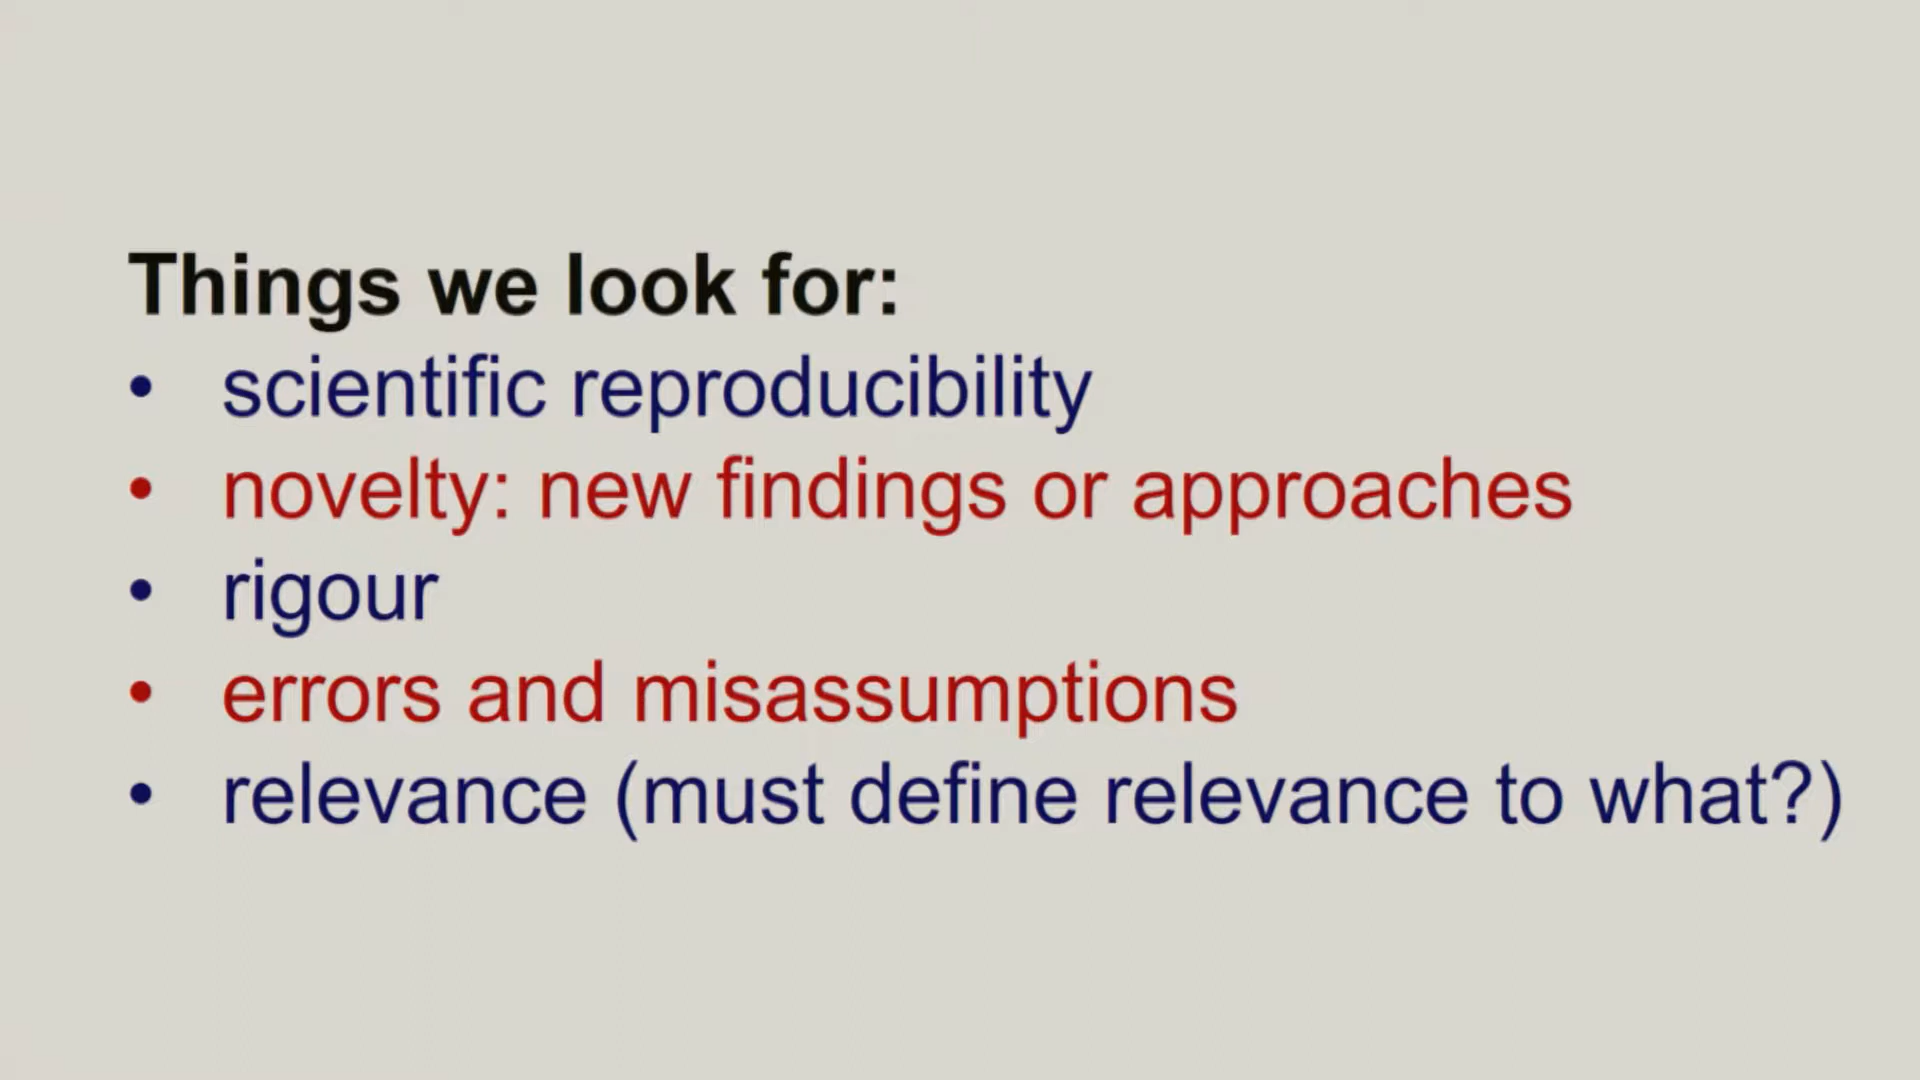 Things we look for:
• scientific reproducibility
• novelty: new findings or approaches
• rigour
• errors and misassumptions
• relevance (must define relevance to what?)